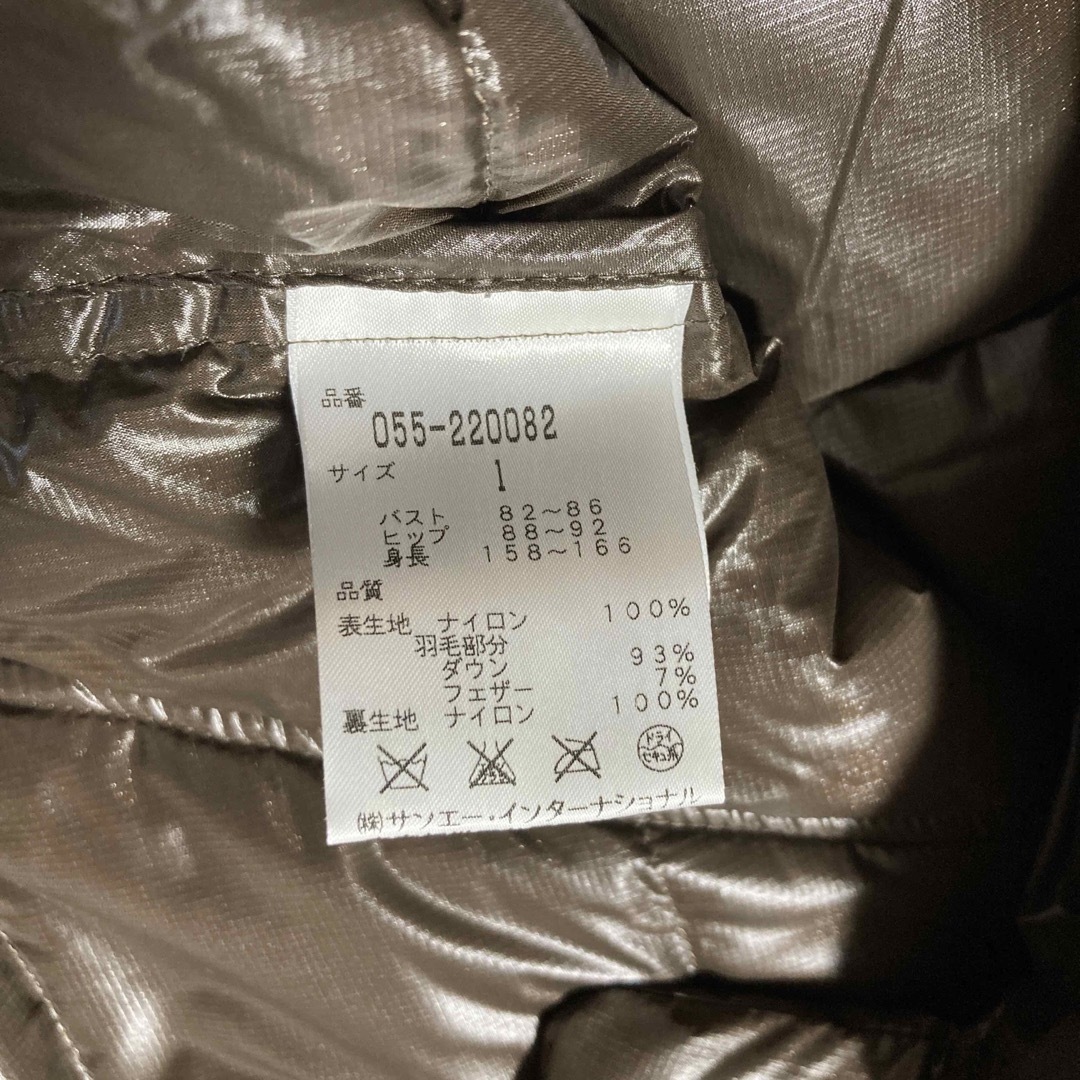 品番
055-220082
サイズ 1
バスト 82～86
ヒップ 88～92
身長 158～166
品質
表生地 ナイロン 100%
羽毛部分
ダウン 93%
フェザー 7%
裏生地 ナイロン 100%
ドライ
セキュ系
(株)サンエー・インターナショナル